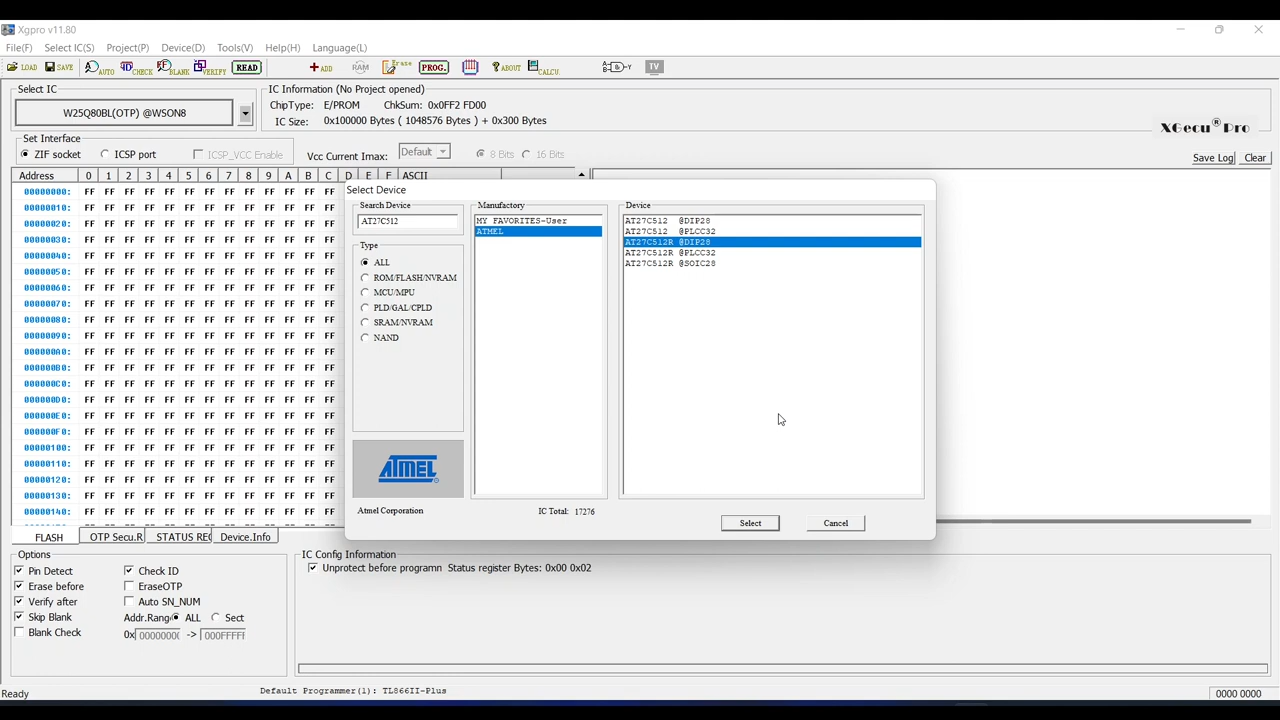 Xgpro v11.80
File(F) Select IC(S) Project(P) Device(D) Tools(V) Help(H) Language(L)
LOAD SAVE AUTO CHECK BLANK VERIFY READ ADD RAM Erase PROG. ABOUT CALCU. TV
Select IC
W25Q80BL(OTP) @WSON8
IC Information (No Project opened)
ChipType: E/PROM ChkSum: 0x0FF2 FD00
IC Size: 0x100000 Bytes ( 1048576 Bytes ) + 0x300 Bytes
XGecu® Pro
Set Interface
ZIF socket ICSP port ICSP_VCC Enable
Vcc Current Imax: Default 8 Bits 16 Bits
Save Log Clear
Address 0 1 2 3 4 5 6 7 8 9 A B C D E F ASCII
00000000: FF FF FF FF FF FF FF FF FF FF FF FF FF
00000010: FF FF FF FF FF FF FF FF FF FF FF FF FF
00000020: FF FF FF FF FF FF FF FF FF FF FF FF FF
00000030: FF FF FF FF FF FF FF FF FF FF FF FF FF
00000040: FF FF FF FF FF FF FF FF FF FF FF FF FF
00000050: FF FF FF FF FF FF FF FF FF FF FF FF FF
00000060: FF FF FF FF FF FF FF FF FF FF FF FF FF
00000070: FF FF FF FF FF FF FF FF FF FF FF FF FF
00000080: FF FF FF FF FF FF FF FF FF FF FF FF FF
00000090: FF FF FF FF FF FF FF FF FF FF FF FF FF
000000A0: FF FF FF FF FF FF FF FF FF FF FF FF FF
000000B0: FF FF FF FF FF FF FF FF FF FF FF FF FF
000000C0: FF FF FF FF FF FF FF FF FF FF FF FF FF
000000D0: FF FF FF FF FF FF FF FF FF FF FF FF FF
000000E0: FF FF FF FF FF FF FF FF FF FF FF FF FF
000000F0: FF FF FF FF FF FF FF FF FF FF FF FF FF
00000100: FF FF FF FF FF FF FF FF FF FF FF FF FF
00000110: FF FF FF FF FF FF FF FF FF FF FF FF FF
00000120: FF FF FF FF FF FF FF FF FF FF FF FF FF
00000130: FF FF FF FF FF FF FF FF FF FF FF FF FF
00000140: FF FF FF FF FF FF FF FF FF FF FF FF FF
Select Device
Search Device
AT27C512
Type
ALL
ROM/FLASH/NVRAM
MCU/MPU
PLD/GAL/CPLD
SRAM/NVRAM
NAND
ATMEL
Atmel Corporation
Manufactory
MY FAVORITES-User
ATMEL
IC Total: 17276
Device
AT27C512 @DIP28
AT27C512 @PLCC32
AT27C512R @DIP28
AT27C512R @PLCC32
AT27C512R @SOIC28
Select Cancel
FLASH OTP Secu.R STATUS REG Device.Info
Options
Pin Detect Check ID
Erase before EraseOTP
Verify after Auto SN_NUM
Skip Blank Addr.Rang ALL Sect
Blank Check 0x 0000000 -> 000FFFFF
IC Config Information
Unprotect before programn Status register Bytes: 0x00 0x02
Ready Default Programmer(1): TL866II-Plus 0000 0000